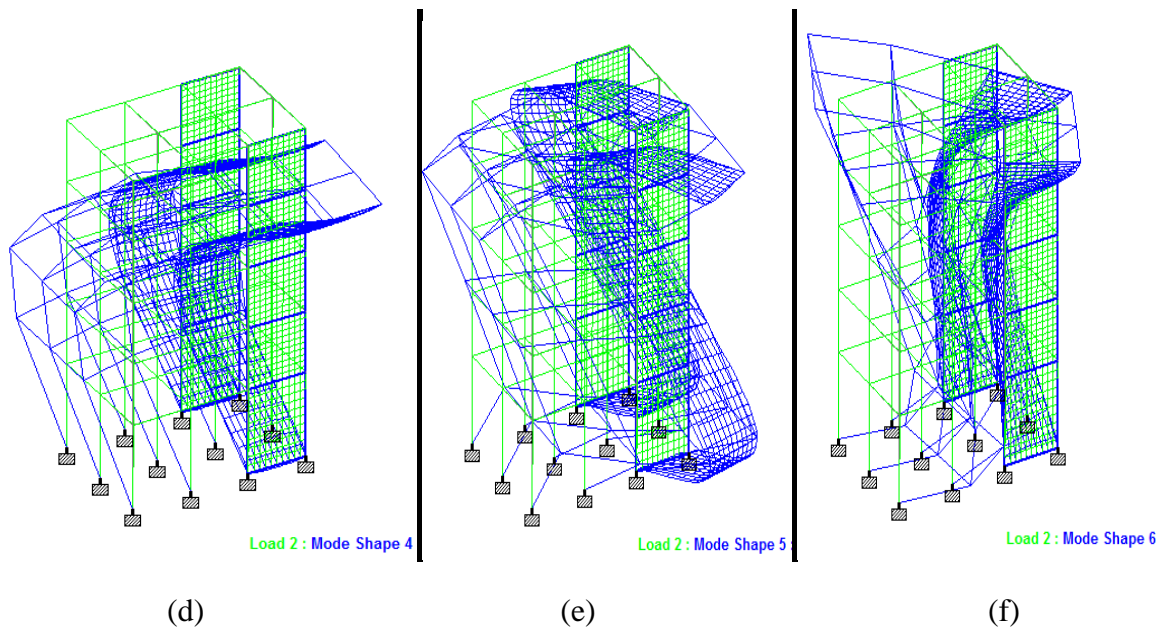 Load 2 : Mode Shape 4
Load 2 : Mode Shape 5 :
Load 2 : Mode Shape 6
(d)
(e)
(f)